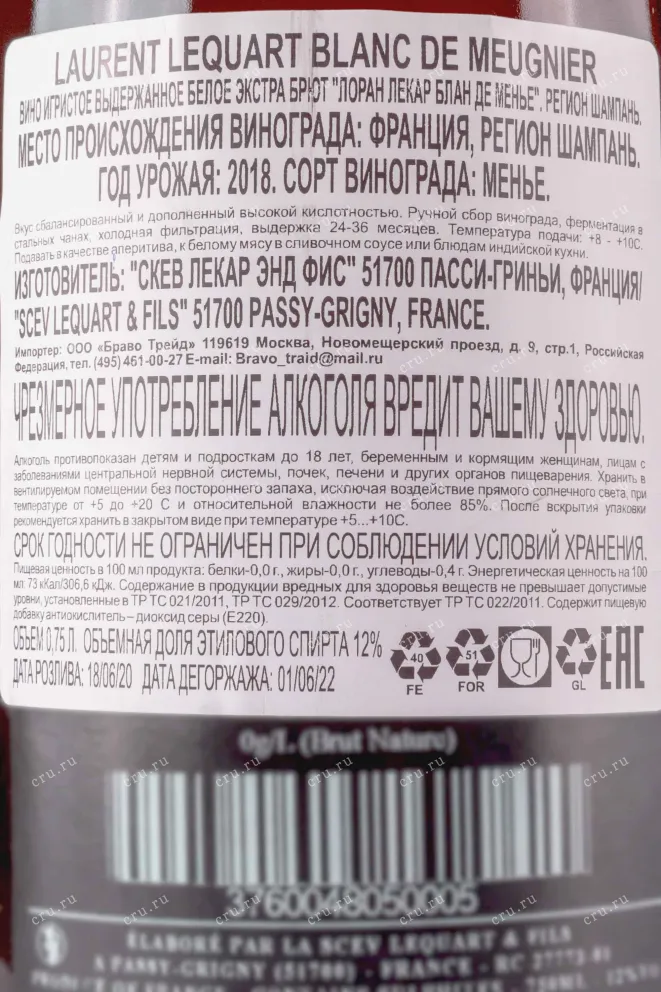 LAURENT LEQUART BLANC DE MEUGNIER
ВИНО ИГРИСТОЕ ВЫДЕРЖАННОЕ БЕЛОЕ ЭКСТРА БРЮТ "ЛОРАН ЛЕКАР БЛАН ДЕ МЕНЬЕ". РЕГИОН ШАМПАНЬ.
МЕСТО ПРОИСХОЖДЕНИЯ ВИНОГРАДА: ФРАНЦИЯ, РЕГИОН ШАМПАНЬ.
ГОД УРОЖАЯ: 2018. СОРТ ВИНОГРАДА: МЕНЬЕ.
Вкус сбалансированный и дополненный высокой кислотностью. Ручной сбор винограда, ферментация в
стальных чанах, холодная фильтрация, выдержка 24-36 месяцев. Температура подачи: +8 - +10С.
Подавать в качестве аперитива, к белому мясу в сливочном соусе или блюдам индийской кухни.
ИЗГОТОВИТЕЛЬ: "СКЕВ ЛЕКАР ЭНД ФИС" 51700 ПАССИ-ГРИНЬИ, ФРАНЦИЯ/
"SCEV LEQUART & FILS" 51700 PASSY-GRIGNY, FRANCE.
Импортер: ООО «Браво Трейд» 119619 Москва, Новомещерский проезд, д. 9, стр.1, Российская
Федерация, тел. (495) 461-00-27 E-mail: Bravo_traid@mail.ru
ЧРЕЗМЕРНОЕ УПОТРЕБЛЕНИЕ АЛКОГОЛЯ ВРЕДИТ ВАШЕМУ ЗДОРОВЬЮ.
Алкоголь противопоказан детям и подросткам до 18 лет, беременным и кормящим женщинам, лицам с
заболеваниями центральной нервной системы, почек, печени и других органов пищеварения. Хранить в
вентилируемом помещении без постороннего запаха, исключая воздействие прямого солнечного света, при
температуре от +5 до +20 С и относительной влажности не более 85%. После вскрытия упаковки
рекомендуется хранить в закрытом виде при температуре +5...+10С.
СРОК ГОДНОСТИ НЕ ОГРАНИЧЕН ПРИ СОБЛЮДЕНИИ УСЛОВИЙ ХРАНЕНИЯ.
Пищевая ценность в 100 мл продукта: белки-0,0 г., жиры-0,0 г., углеводы-0,4 г. Энергетическая ценность на 100
мл: 73 кКал/306,6 кДж. Содержание в продукции вредных для здоровья веществ не превышает допустимые
уровни, установленные в ТР ТС 021/2011, ТР ТС 029/2012. Соответствует ТР ТС 022/2011. Содержит пищевую
добавку антиокислитель – диоксид серы (Е220).
ОБЪЕМ 0,75 Л. ОБЪЕМНАЯ ДОЛЯ ЭТИЛОВОГО СПИРТА 12%
ДАТА РОЗЛИВА: 18/06/20 ДАТА ДЕГОРЖАЖА: 01/06/22
40 FE
51 FOR
GL
EAC
0g/L (Brut Nature)
3760048050005
ÉLABORÉ PAR LA SCEV LEQUART & FILS
A PASSY-GRIGNY (51700) - FRANCE - RC 27772-01